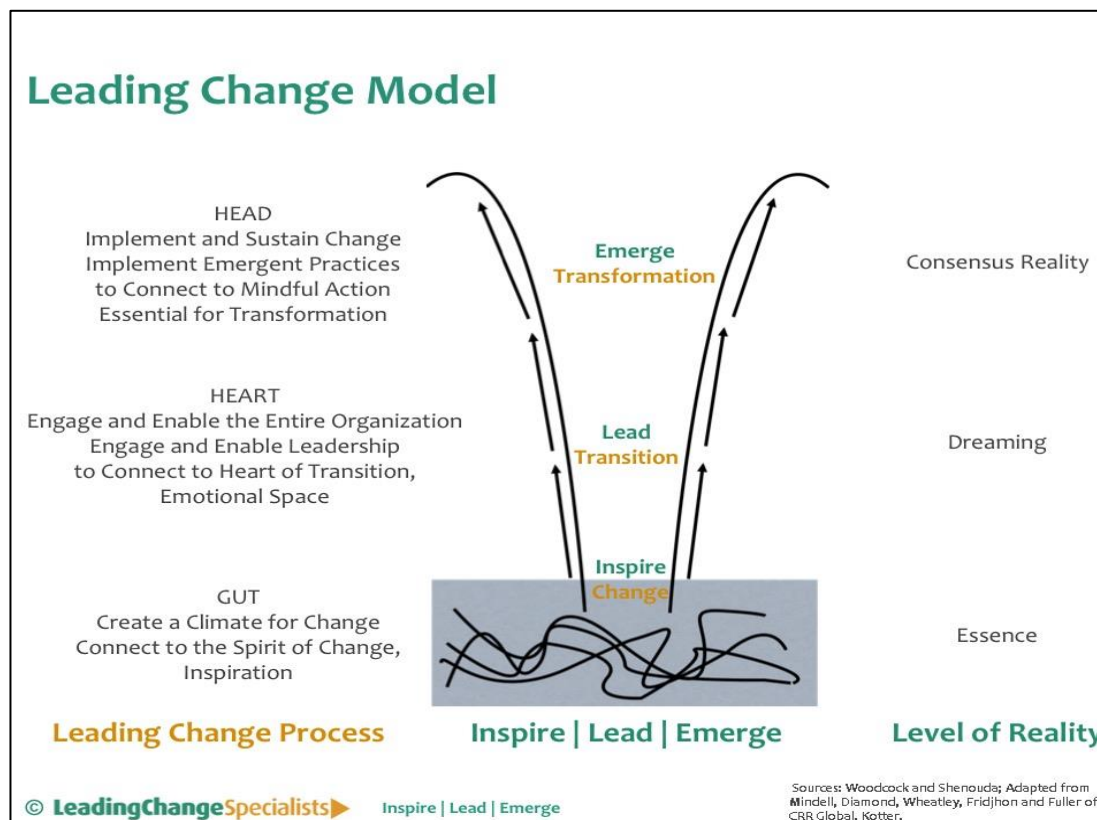 Leading Change Model
HEAD
Implement and Sustain Change
Implement Emergent Practices
to Connect to Mindful Action
Essential for Transformation
Emerge
Transformation
Consensus Reality
HEART
Engage and Enable the Entire Organization
Engage and Enable Leadership
to Connect to Heart of Transition,
Emotional Space
Lead
Transition
Dreaming
GUT
Create a Climate for Change
Connect to the Spirit of Change,
Inspiration
Inspire
Change
Essence
Leading Change Process
Inspire | Lead | Emerge
Level of Reality
© LeadingChangeSpecialists
Inspire | Lead | Emerge
Sources: Woodcock and Shenouda; Adapted from
Mindell, Diamond, Wheatley, Fridjhon and Fuller of
CRR Global, Kotter.